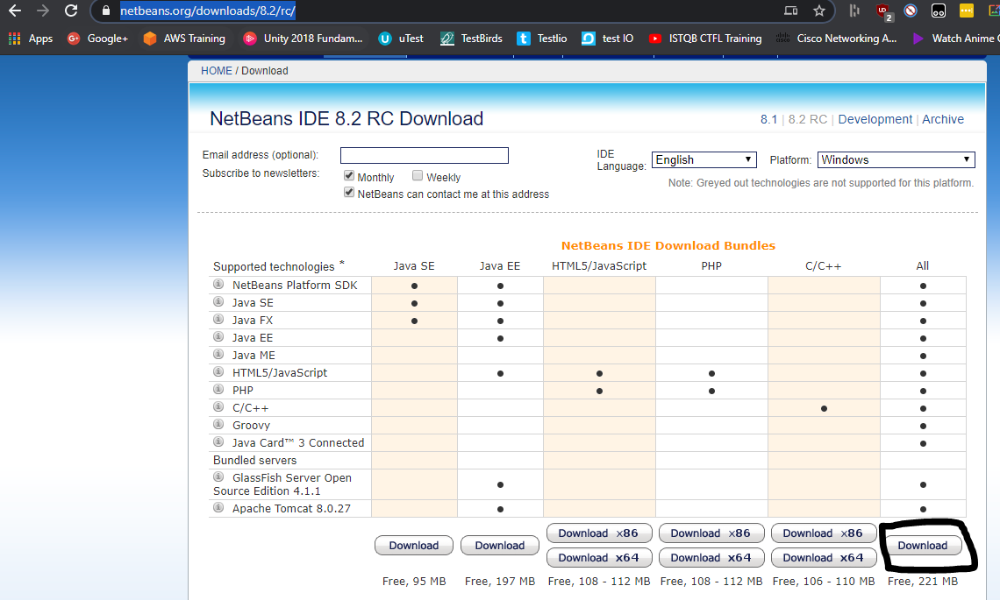 netbeans.org/downloads/8.2/rc/
UD 2
Apps G+ Google+ AWS Training Unity 2018 Fundam... U uTest TestBirds t Testlio test IO ISTQB CTFL Training cisco Cisco Networking A... Watch Anime
HOME / Download
NetBeans IDE 8.2 RC Download
8.1 | 8.2 RC | Development | Archive
Email address (optional):
IDE Language: English Platform: Windows
Subscribe to newsletters: Monthly Weekly
Note: Greyed out technologies are not supported for this platform.
NetBeans can contact me at this address
NetBeans IDE Download Bundles
Supported technologies * Java SE Java EE HTML5/JavaScript PHP C/C++ All
NetBeans Platform SDK • • •
Java SE • • •
Java FX • • •
Java EE • •
Java ME •
HTML5/JavaScript • • • •
PHP • • •
C/C++ • •
Groovy •
Java Card™ 3 Connected •
Bundled servers
GlassFish Server Open
Source Edition 4.1.1 • •
Apache Tomcat 8.0.27 • •
Download Download Download x86 Download x86 Download x86 Download
Download x64 Download x64 Download x64
Free, 95 MB Free, 197 MB Free, 108 - 112 MB Free, 108 - 112 MB Free, 106 - 110 MB Free, 221 MB